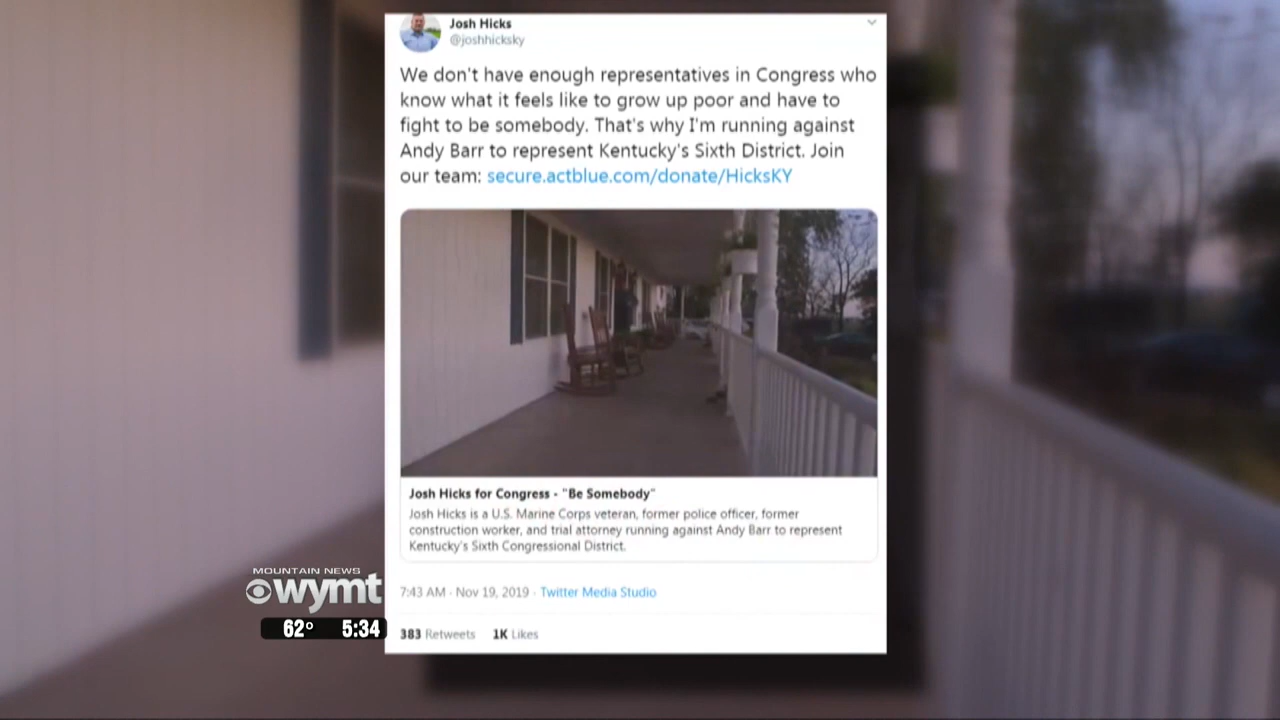 Josh Hicks
@joshhicksky
We don't have enough representatives in Congress who
know what it feels like to grow up poor and have to
fight to be somebody. That's why I'm running against
Andy Barr to represent Kentucky's Sixth District. Join
our team: secure.actblue.com/donate/HicksKY
Josh Hicks for Congress - "Be Somebody"
Josh Hicks is a U.S. Marine Corps veteran, former police officer, former
construction worker, and trial attorney running against Andy Barr to represent
Kentucky's Sixth Congressional District.
7:43 AM · Nov 19, 2019 · Twitter Media Studio
383 Retweets 1K Likes
MOUNTAIN NEWS
wymt
62° 5:34